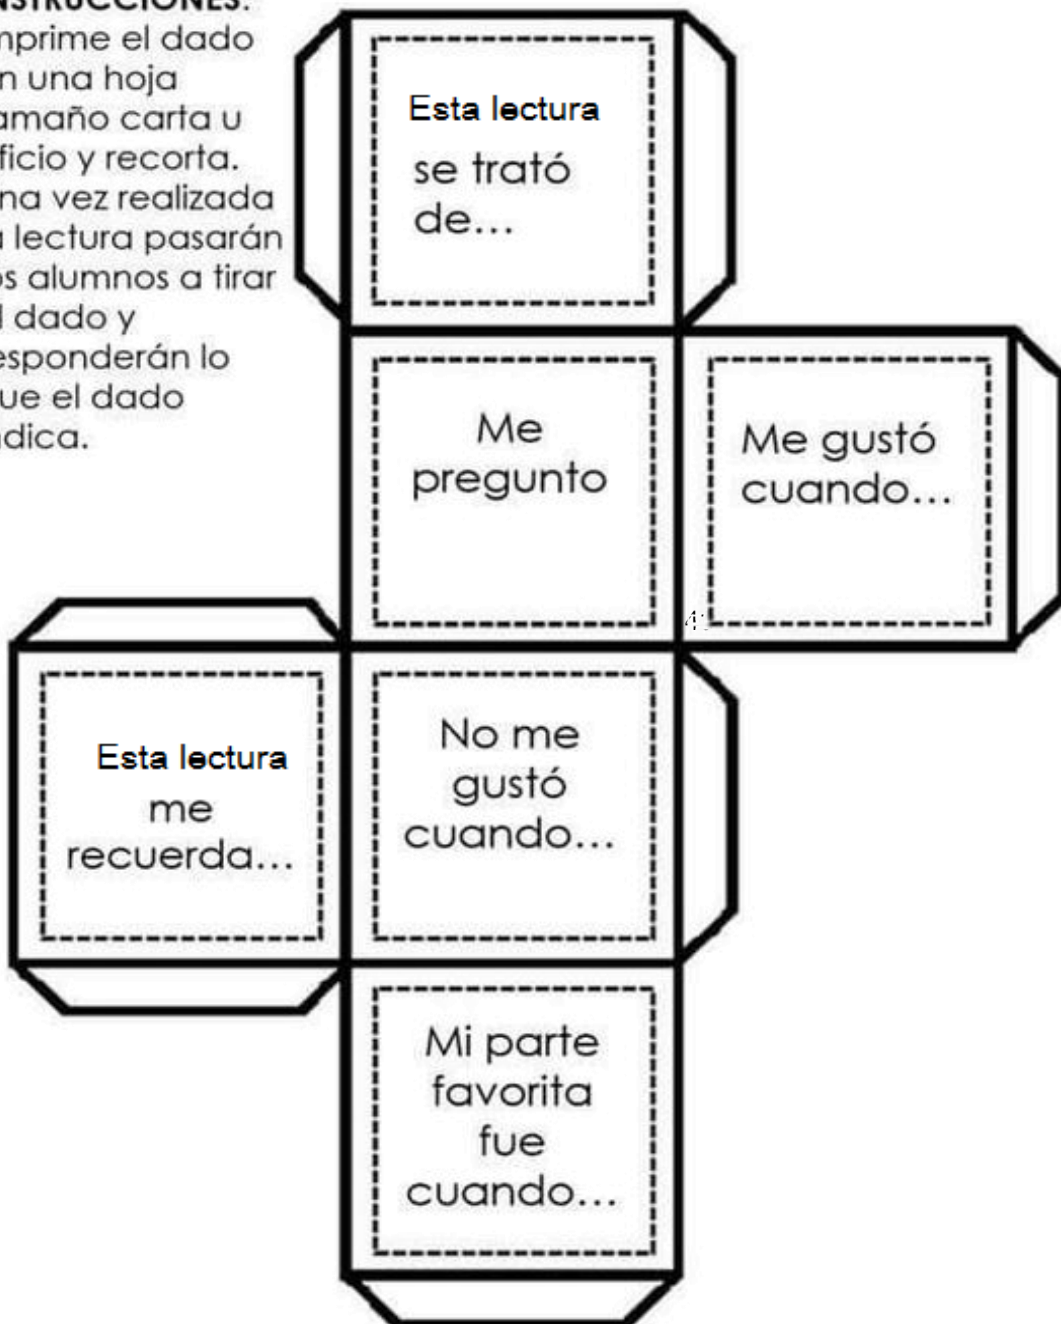 NSTRUCCIONES:
mprime el dado
n una hoja
amaño carta u
ficio y recorta.
na vez realizada
a lectura pasarán
os alumnos a tirar
l dado y
esponderán lo
ue el dado
ndica.
Esta lectura
se trató
de...
Me
pregunto
Me gustó
cuando...
Esta lectura
me
recuerda...
No me
gustó
cuando...
Mi parte
favorita
fue
cuando...